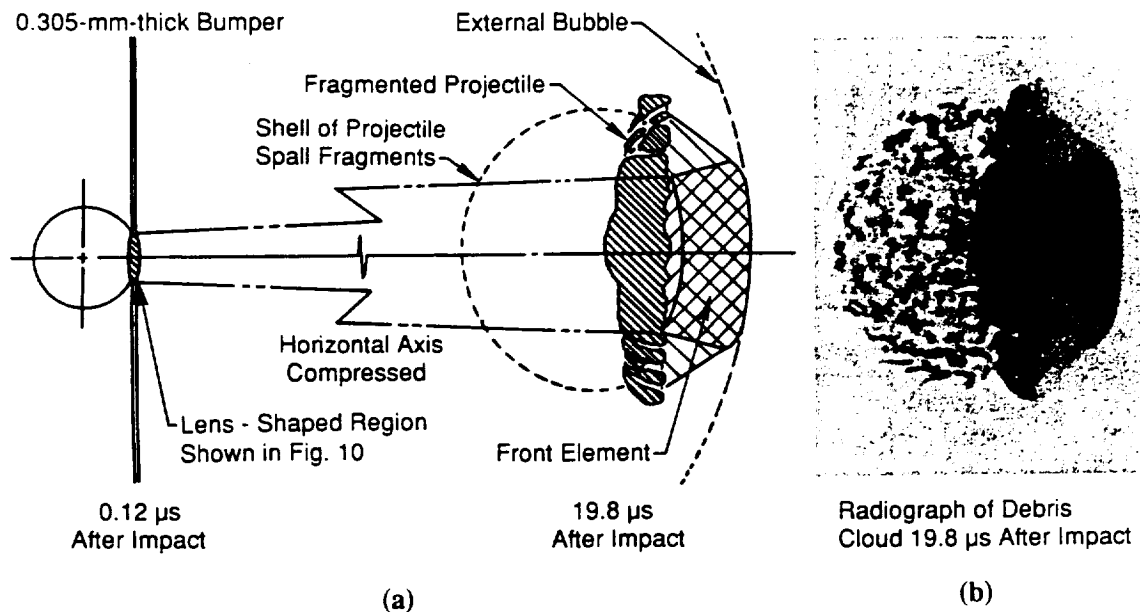 0.305-mm-thick Bumper
External Bubble
Fragmented Projectile
Shell of Projectile
Spall Fragments
Horizontal Axis
Compressed
Lens - Shaped Region
Shown in Fig. 10
Front Element
0.12 µs
After Impact
19.8 µs
After Impact
Radiograph of Debris
Cloud 19.8 µs After Impact
(a)
(b)